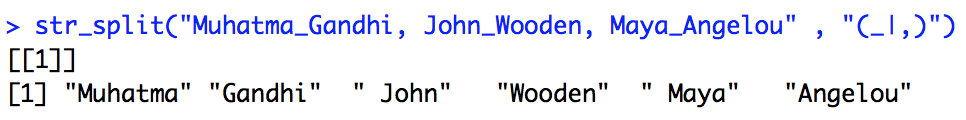 > str_split("Muhatma_Gandhi, John_Wooden, Maya_Angelou" , "(_|,)")
[[1]]
[1] "Muhatma" "Gandhi"  " John"   "Wooden"  " Maya"   "Angelou"